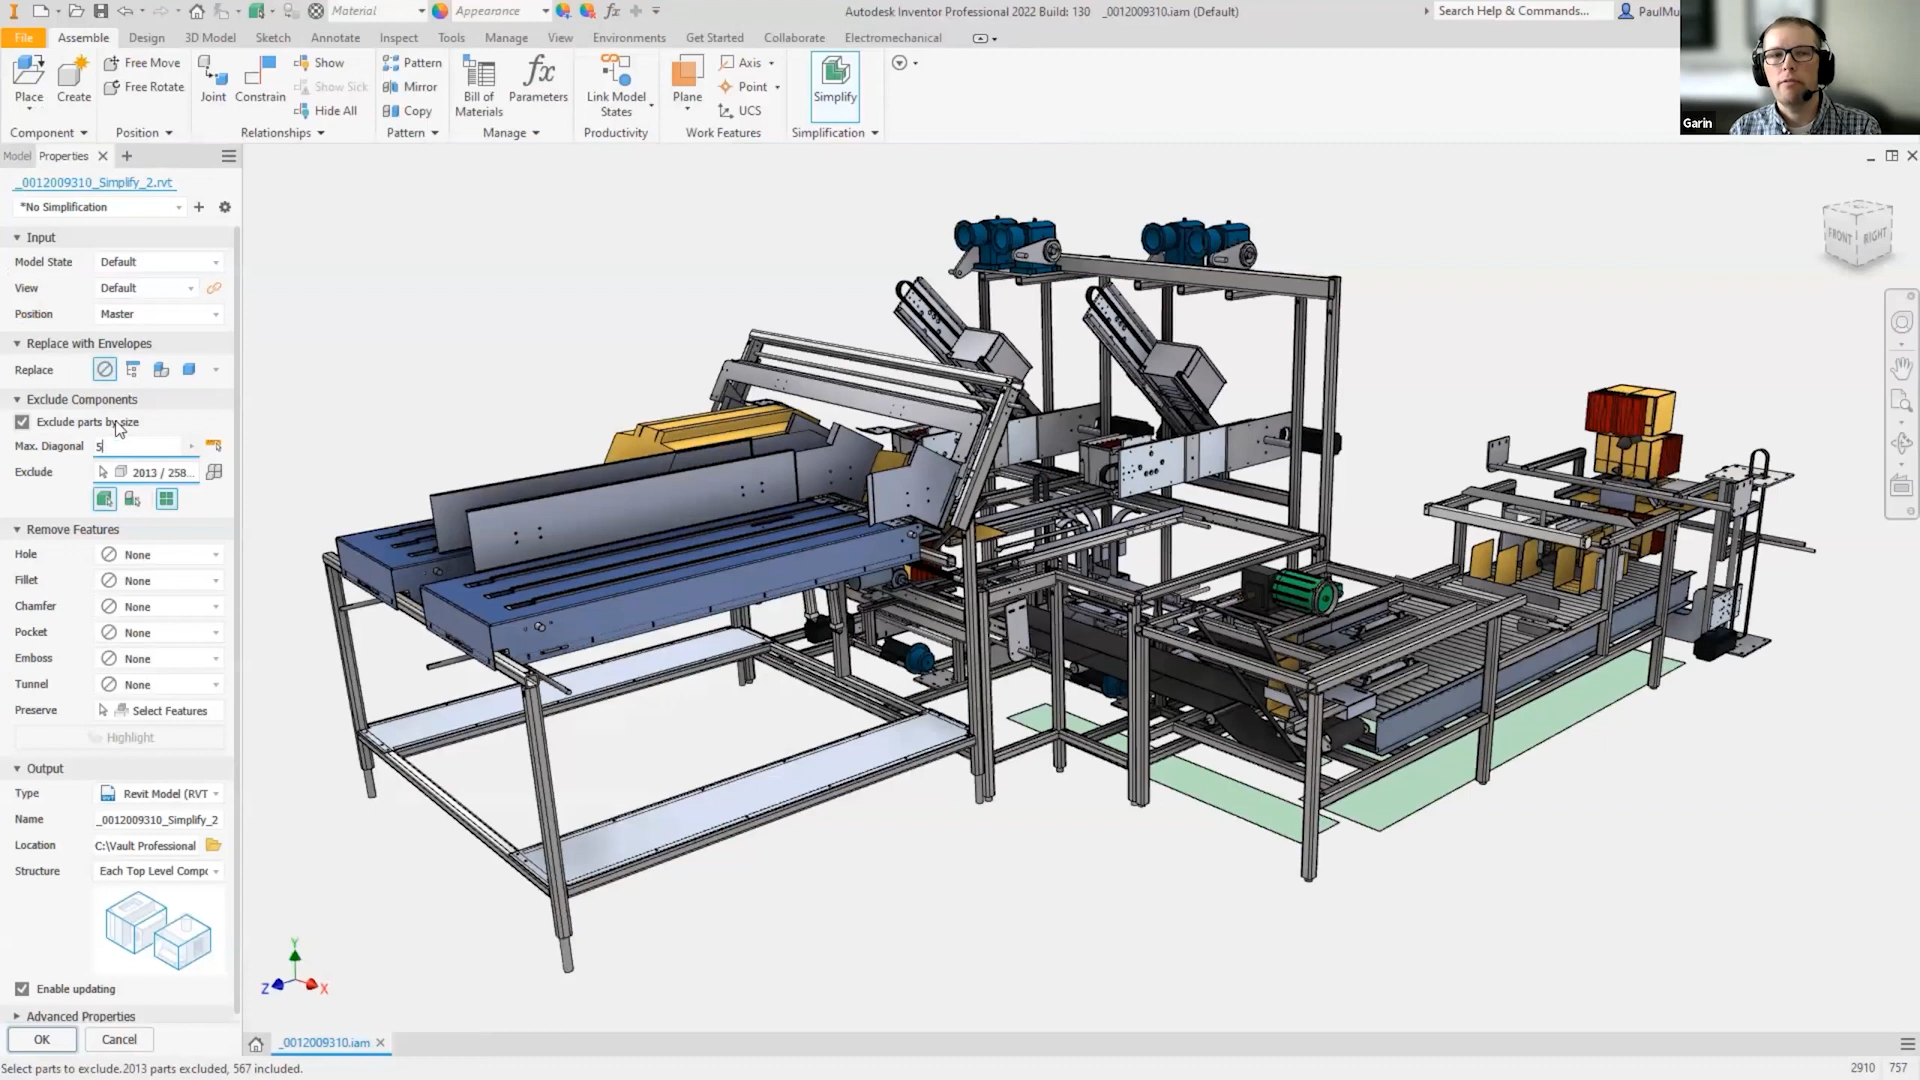 Material
Appearance
Autodesk Inventor Professional 2022 Build: 130 _0012009310.iam (Default)
Search Help & Commands...
PaulMu
File Assemble Design 3D Model Sketch Annotate Inspect Tools Manage View Environments Get Started Collaborate Electromechanical
Place
Create
Free Move
Free Rotate
Joint
Constrain
Show
Show Sick
Hide All
Pattern
Mirror
Copy
Bill of
Materials
fx
Parameters
Link Model
States
Plane
Axis
Point
UCS
Simplify
Component Position Relationships Pattern Manage Productivity Work Features Simplification
Garin
Model Properties
_0012009310_Simplify_2.rvt
*No Simplification
Input
Model State Default
View Default
Position Master
Replace with Envelopes
Replace
Exclude Components
Exclude parts by size
Max. Diagonal 5
Exclude 2013 / 258...
Remove Features
Hole None
Fillet None
Chamfer None
Pocket None
Emboss None
Tunnel None
Preserve Select Features
Highlight
Output
Type Revit Model (RVT
Name _0012009310_Simplify_2
Location C:\Vault Professional
Structure Each Top Level Compc
Enable updating
Advanced Properties
OK Cancel
FRONT RIGHT
Y
Z X
_0012009310.iam
Select parts to exclude.2013 parts excluded, 567 included.
2910 757